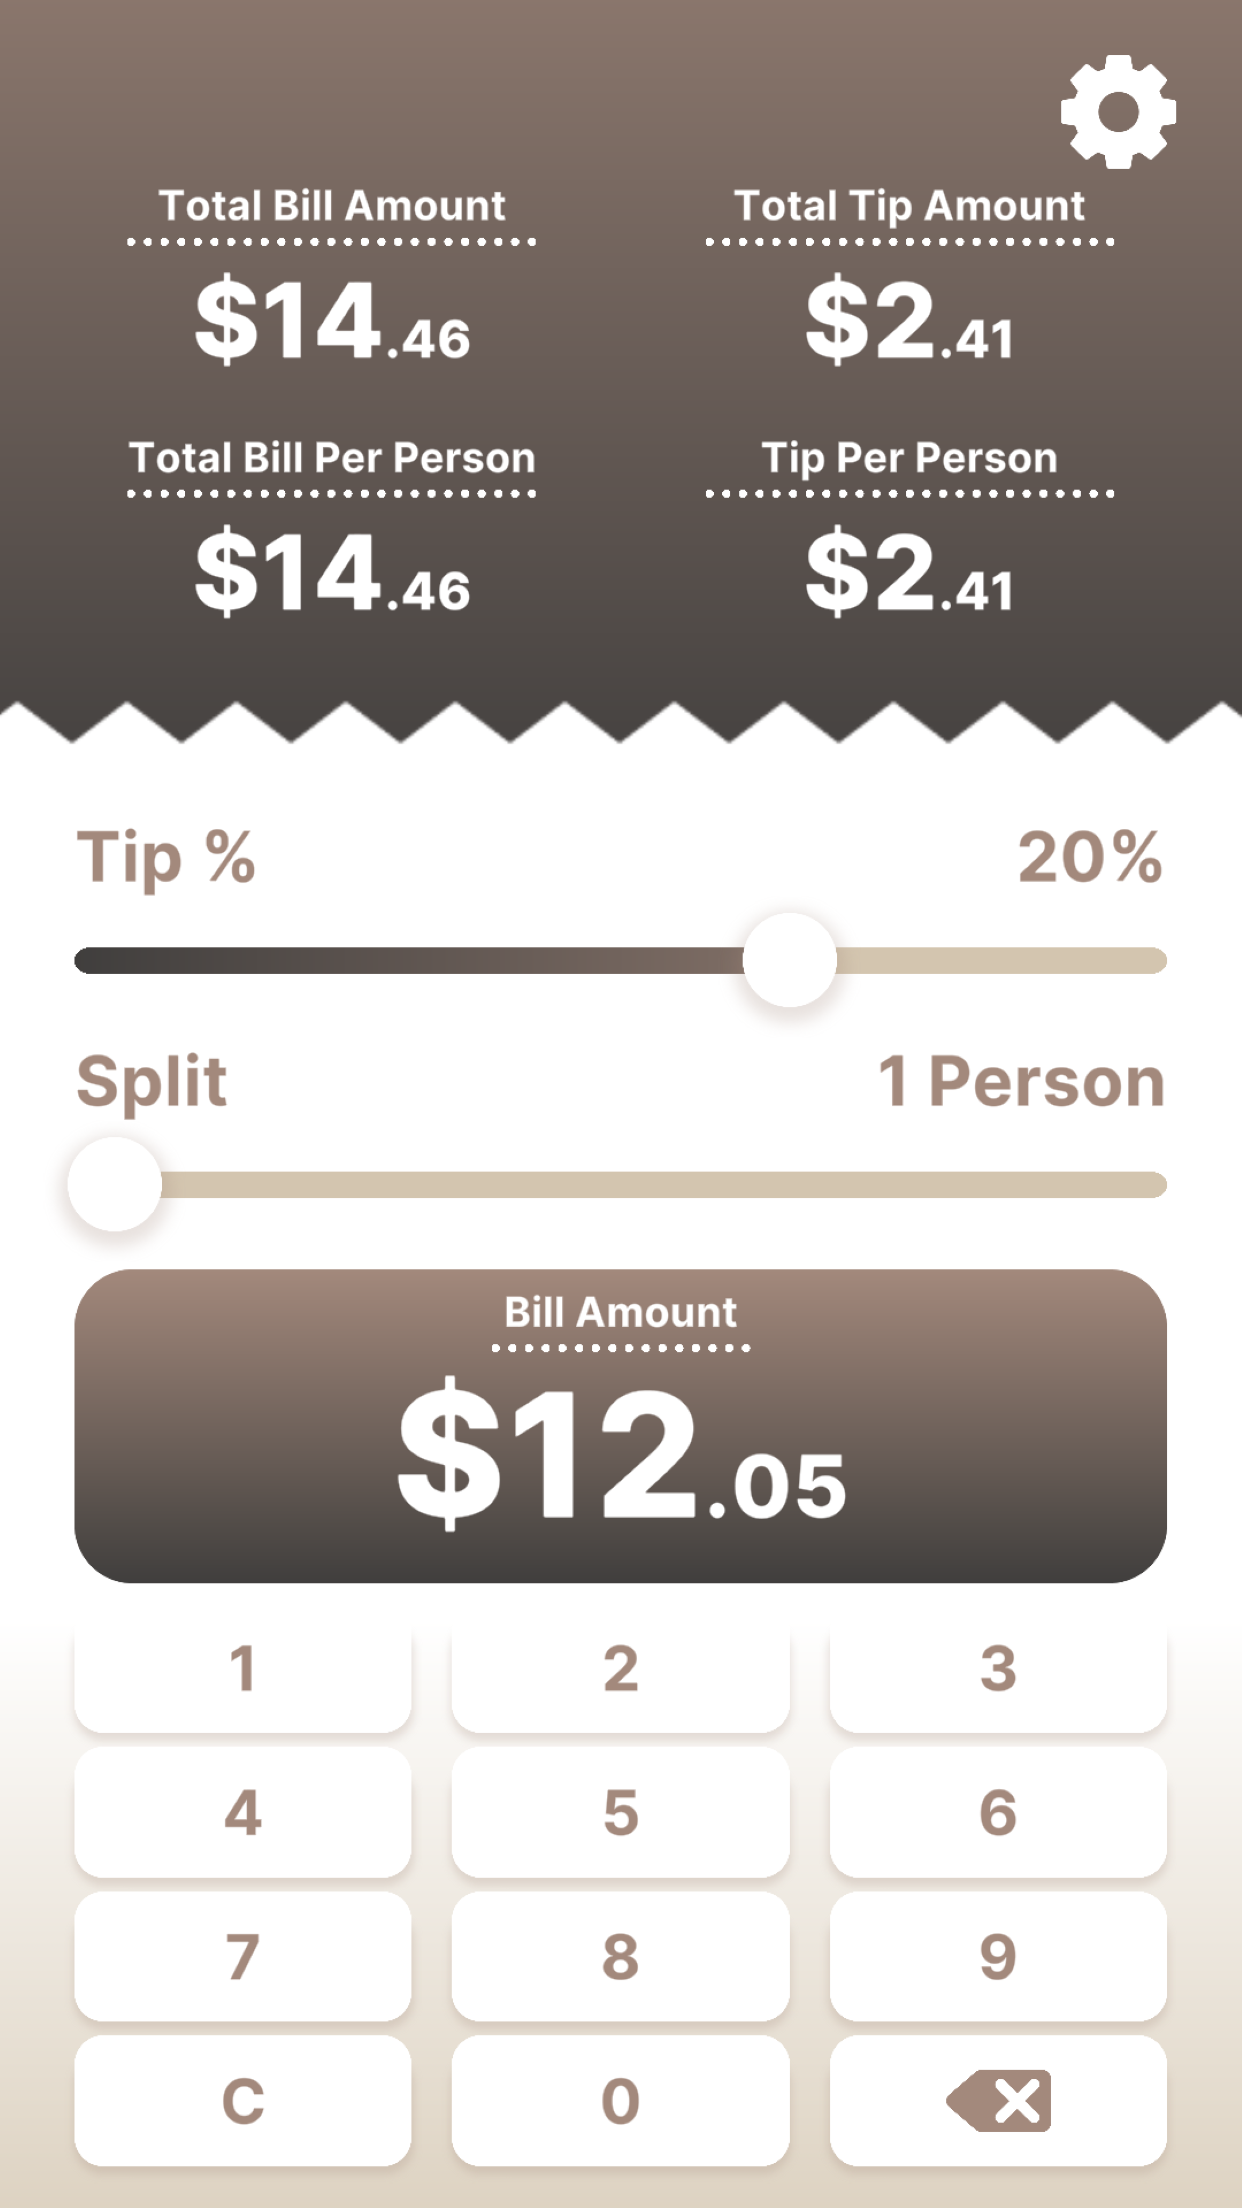 Total Bill Amount
$14.46
Total Tip Amount
$2.41
Total Bill Per Person
$14.46
Tip Per Person
$2.41
Tip % 20%
Split 1 Person
Bill Amount
$12.05
1 2 3
4 5 6
7 8 9
C 0